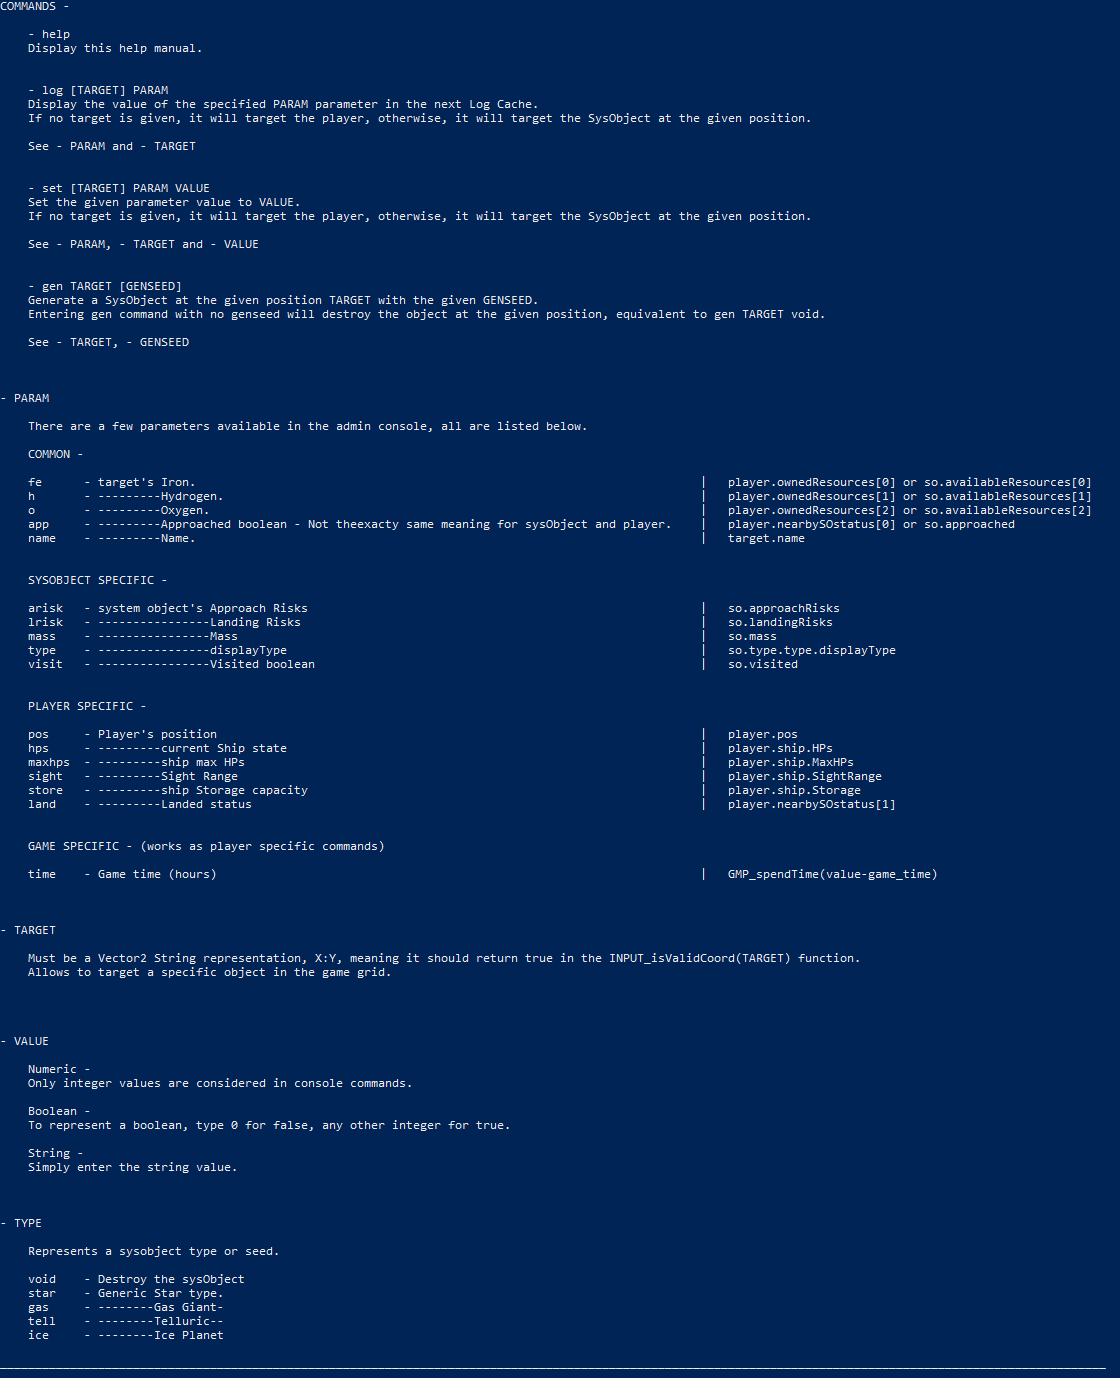 COMMANDS -
- help
Display this help manual.
- log [TARGET] PARAM
Display the value of the specified PARAM parameter in the next Log Cache.
If no target is given, it will target the player, otherwise, it will target the SysObject at the given position.
See - PARAM and - TARGET
- set [TARGET] PARAM VALUE
Set the given parameter value to VALUE.
If no target is given, it will target the player, otherwise, it will target the SysObject at the given position.
See - PARAM, - TARGET and - VALUE
- gen TARGET [GENSEED]
Generate a SysObject at the given position TARGET with the given GENSEED.
Entering gen command with no genseed will destroy the object at the given position, equivalent to gen TARGET void.
See - TARGET, - GENSEED
- PARAM
There are a few parameters available in the admin console, all are listed below.
COMMON -
fe - target's Iron. | player.ownedResources[0] or so.availableResources[0]
h - ---------Hydrogen. | player.ownedResources[1] or so.availableResources[1]
o - ---------Oxygen. | player.ownedResources[2] or so.availableResources[2]
app - ---------Approached boolean - Not theexacty same meaning for sysObject and player. | player.nearbySOstatus[0] or so.approached
name - ---------Name. | target.name
SYSOBJECT SPECIFIC -
arisk - system object's Approach Risks | so.approachRisks
lrisk - ----------------Landing Risks | so.landingRisks
mass - ----------------Mass | so.mass
type - ----------------displayType | so.type.type.displayType
visit - ----------------Visited boolean | so.visited
PLAYER SPECIFIC -
pos - Player's position | player.pos
hps - ---------current Ship state | player.ship.HPs
maxhps - ---------ship max HPs | player.ship.MaxHPs
sight - ---------Sight Range | player.ship.SightRange
store - ---------ship Storage capacity | player.ship.Storage
land - ---------Landed status | player.nearbySOstatus[1]
GAME SPECIFIC - (works as player specific commands)
time - Game time (hours) | GMP_spendTime(value-game_time)
- TARGET
Must be a Vector2 String representation, X:Y, meaning it should return true in the INPUT_isValidCoord(TARGET) function.
Allows to target a specific object in the game grid.
- VALUE
Numeric -
Only integer values are considered in console commands.
Boolean -
To represent a boolean, type 0 for false, any other integer for true.
String -
Simply enter the string value.
- TYPE
Represents a sysobject type or seed.
void - Destroy the sysObject
star - Generic Star type.
gas - --------Gas Giant-
tell - --------Telluric--
ice - --------Ice Planet